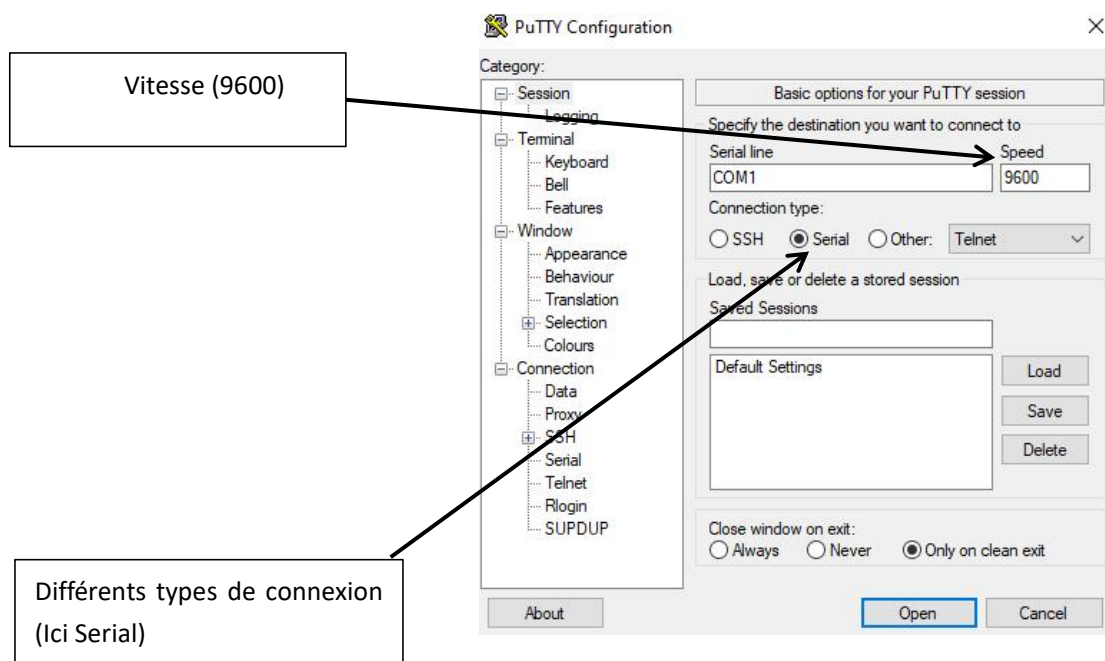 PuTTY Configuration
Vitesse (9600)
Category:
Session
Logging
Terminal
Keyboard
Bell
Features
Window
Appearance
Behaviour
Translation
Selection
Colours
Connection
Data
Proxy
SSH
Serial
Telnet
Rlogin
SUPDUP
Basic options for your PuTTY session
Specify the destination you want to connect to
Serial line Speed
COM1 9600
Connection type:
SSH Serial Other: Telnet
Load, save or delete a stored session
Saved Sessions
Default Settings
Load
Save
Delete
Close window on exit:
Always Never Only on clean exit
About Open Cancel
Différents types de connexion
(Ici Serial)